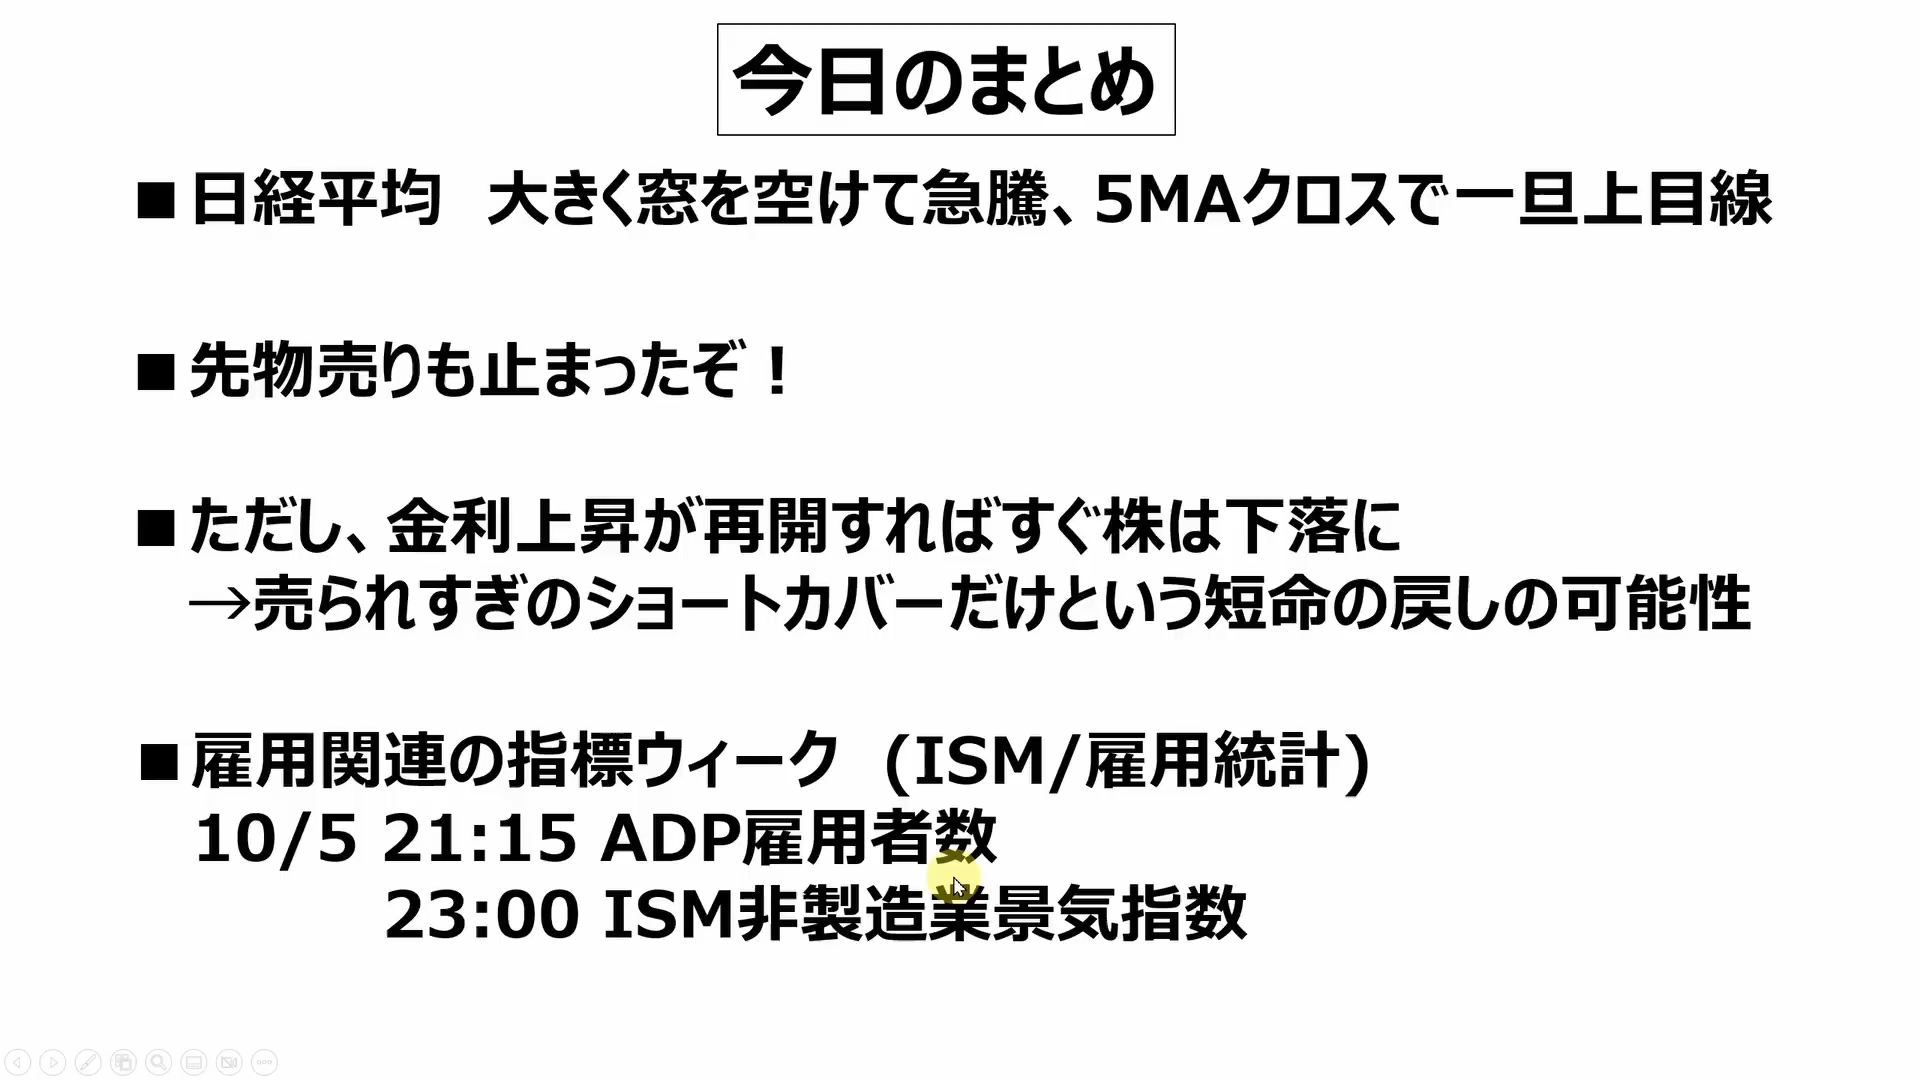 今日のまとめ
■日経平均　大きく窓を空けて急騰、5MAクロスで一旦上目線
■先物売りも止まったぞ！
■ただし、金利上昇が再開すればすぐ株は下落に
→売られすぎのショートカバーだけという短命の戻しの可能性
■雇用関連の指標ウィーク (ISM/雇用統計)
10/5 21:15 ADP雇用者数
23:00 ISM非製造業景気指数